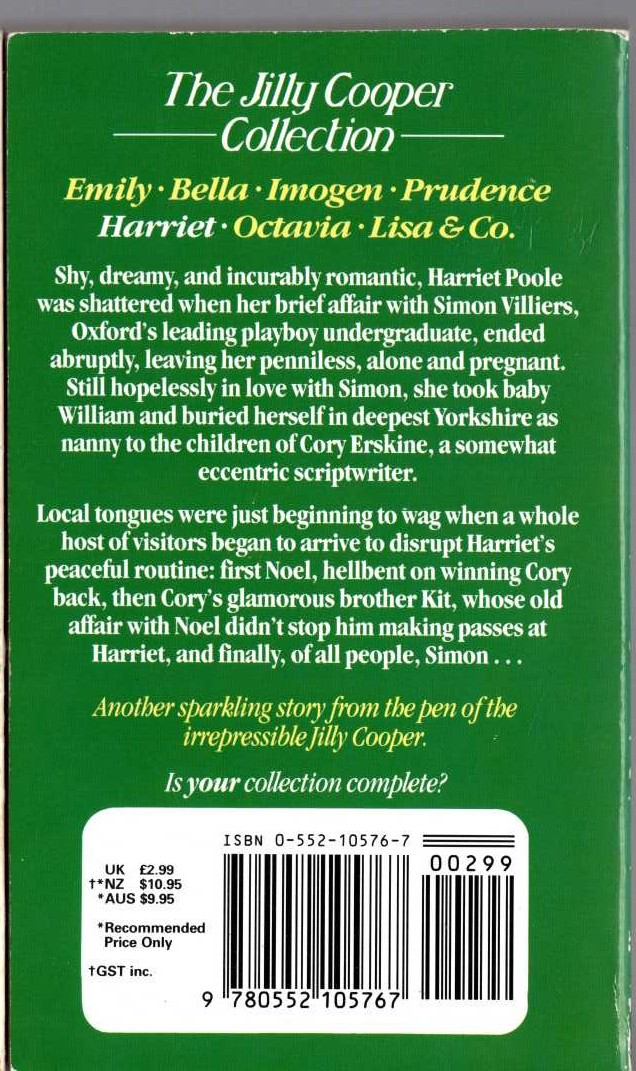 The Jilly Cooper
Collection
Emily · Bella · Imogen · Prudence
Harriet · Octavia · Lisa & Co.
Shy, dreamy, and incurably romantic, Harriet Poole
was shattered when her brief affair with Simon Villiers,
Oxford's leading playboy undergraduate, ended
abruptly, leaving her penniless, alone and pregnant.
Still hopelessly in love with Simon, she took baby
William and buried herself in deepest Yorkshire as
nanny to the children of Cory Erskine, a somewhat
eccentric scriptwriter.
Local tongues were just beginning to wag when a whole
host of visitors began to arrive to disrupt Harriet's
peaceful routine: first Noel, hellbent on winning Cory
back, then Cory's glamorous brother Kit, whose old
affair with Noel didn't stop him making passes at
Harriet, and finally, of all people, Simon . . .
Another sparkling story from the pen of the
irrepressible Jilly Cooper.
Is your collection complete?
ISBN 0-552-10576-7
00299
UK £2.99
†*NZ $10.95
*AUS $9.95
*Recommended
Price Only
†GST inc.
9 780552 105767